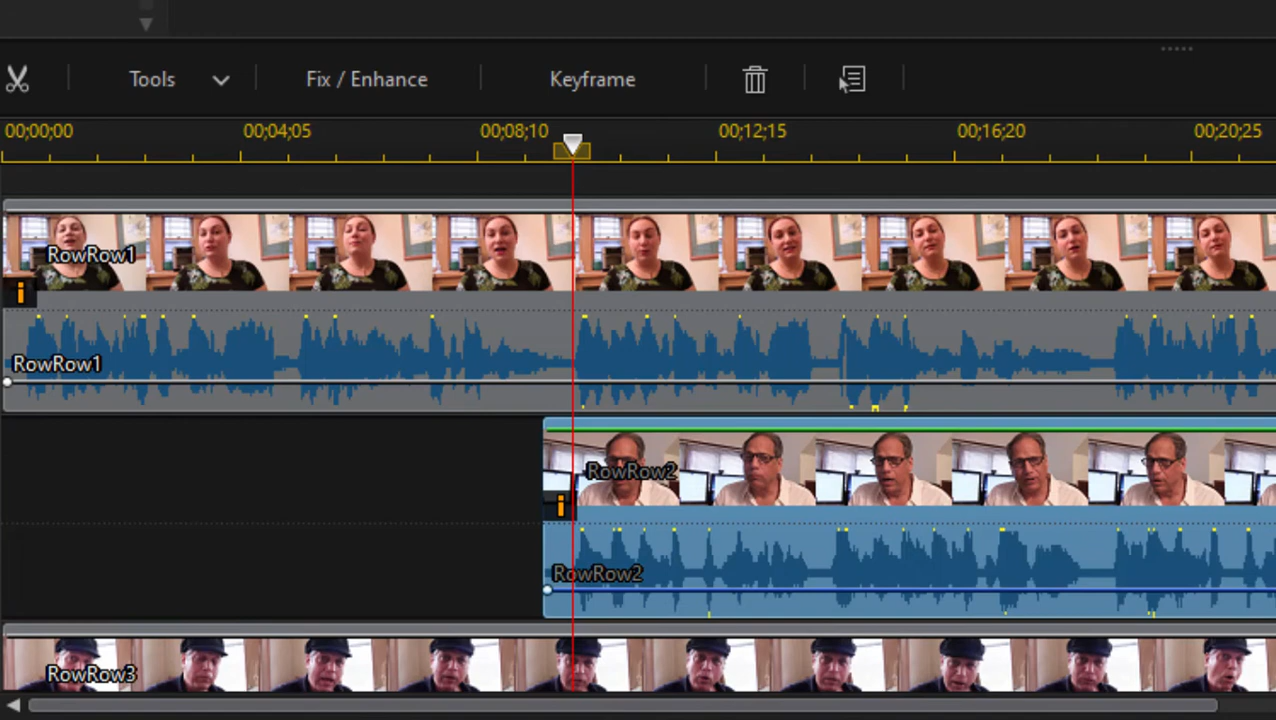 Tools Fix / Enhance Keyframe
00;00;00 00;04;05 00;08;10 00;12;15 00;16;20 00;20;25
RowRow1
i
RowRow1
RowRow2
i
RowRow2
RowRow3